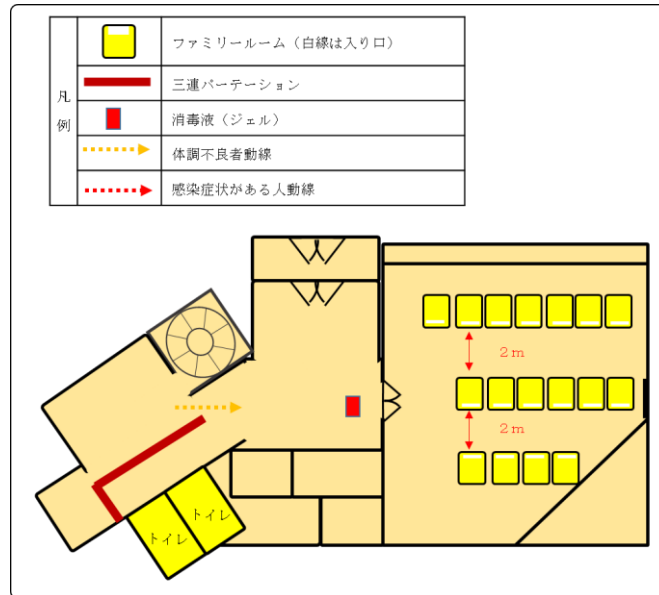 凡例
ファミリールーム（白線は入り口）
三連パーテーション
消毒液（ジェル）
体調不良者動線
感染症状がある人動線
２ｍ
２ｍ
トイレ
トイレ